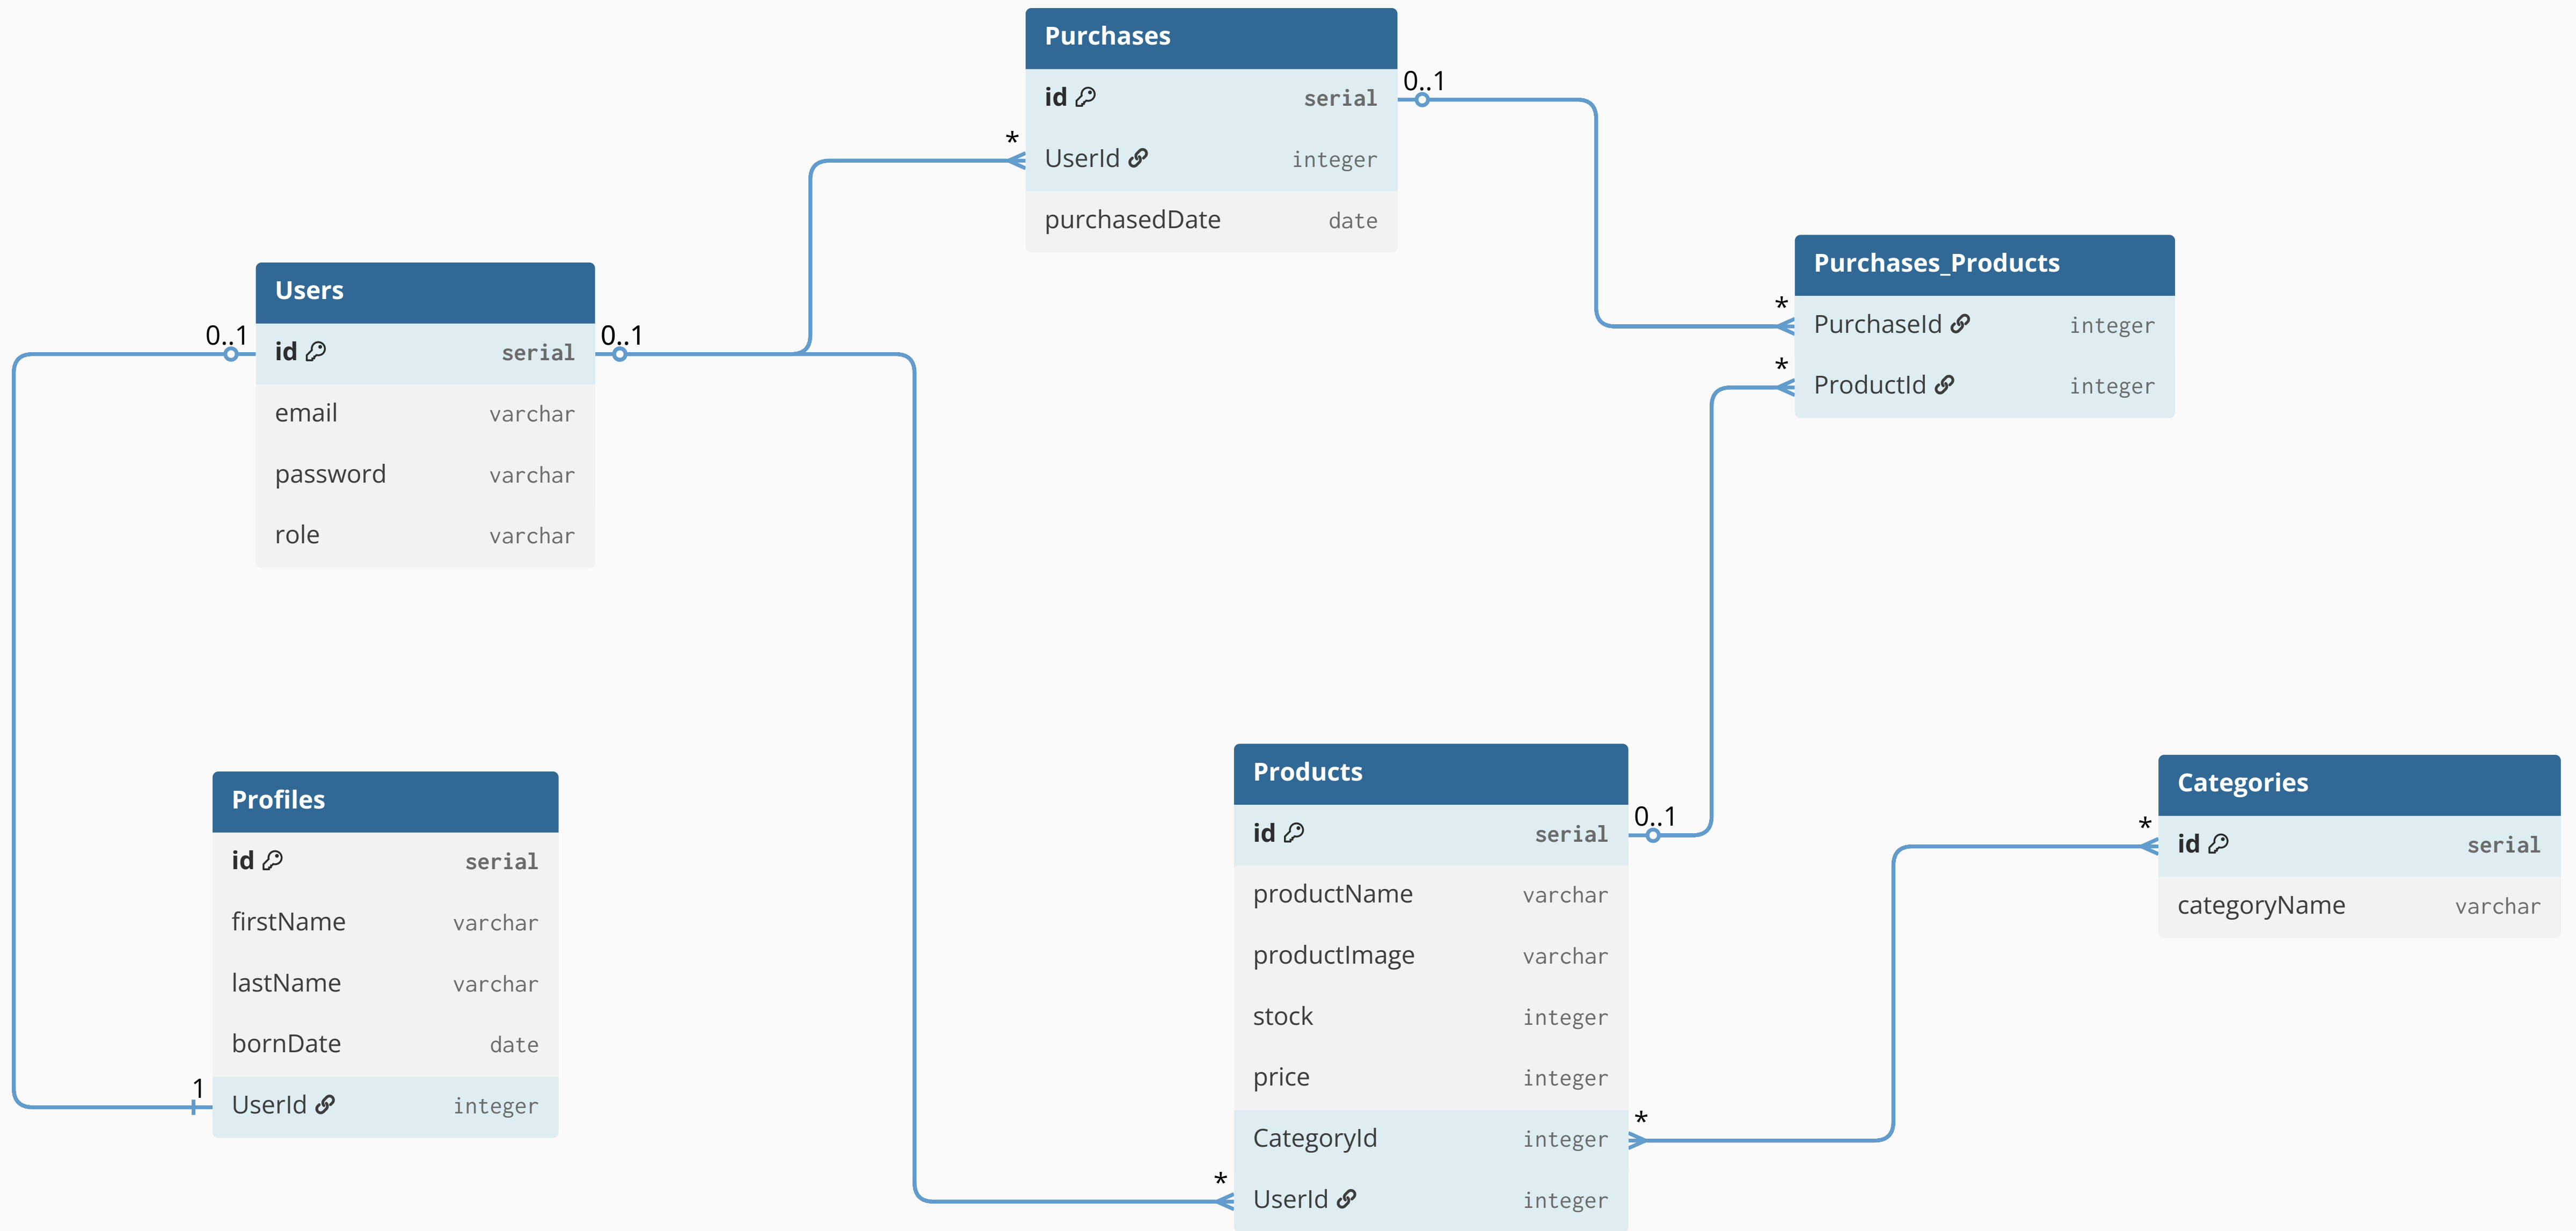 Purchases
id serial
UserId integer
purchasedDate date
0..1
*
Users
id serial
email varchar
password varchar
role varchar
0..1
0..1
Purchases_Products
PurchaseId integer
ProductId integer
*
*
Profiles
id serial
firstName varchar
lastName varchar
bornDate date
UserId integer
1
Products
id serial
productName varchar
productImage varchar
stock integer
price integer
CategoryId integer
UserId integer
0..1
*
*
Categories
id serial
categoryName varchar
*